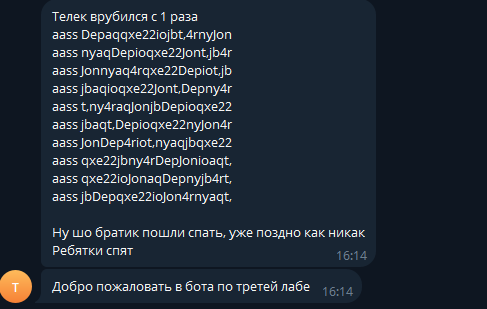 Телек врубился с 1 раза
aass Depaqqxe22iojbt,4rnyJon
aass nyaqDepioqxe22Jont,jb4r
aass Jonnyaq4rqxe22Depiot,jb
aass jbaqioqxe22Jont,Depny4r
aass t,ny4raqJonjbDepioqxe22
aass jbaqt,Depioqxe22nyJon4r
aass JonDep4riot,nyaqjbqxe22
aass qxe22jbny4rDepJonioaqt,
aass qxe22ioJonaqDepnyjb4rt,
aass jbDepqxe22ioJon4rnyaqt,
Ну шо братик пошли спать, уже поздно как никак
Ребятки спят
16:14
Т
Добро пожаловать в бота по третей лабе
16:14